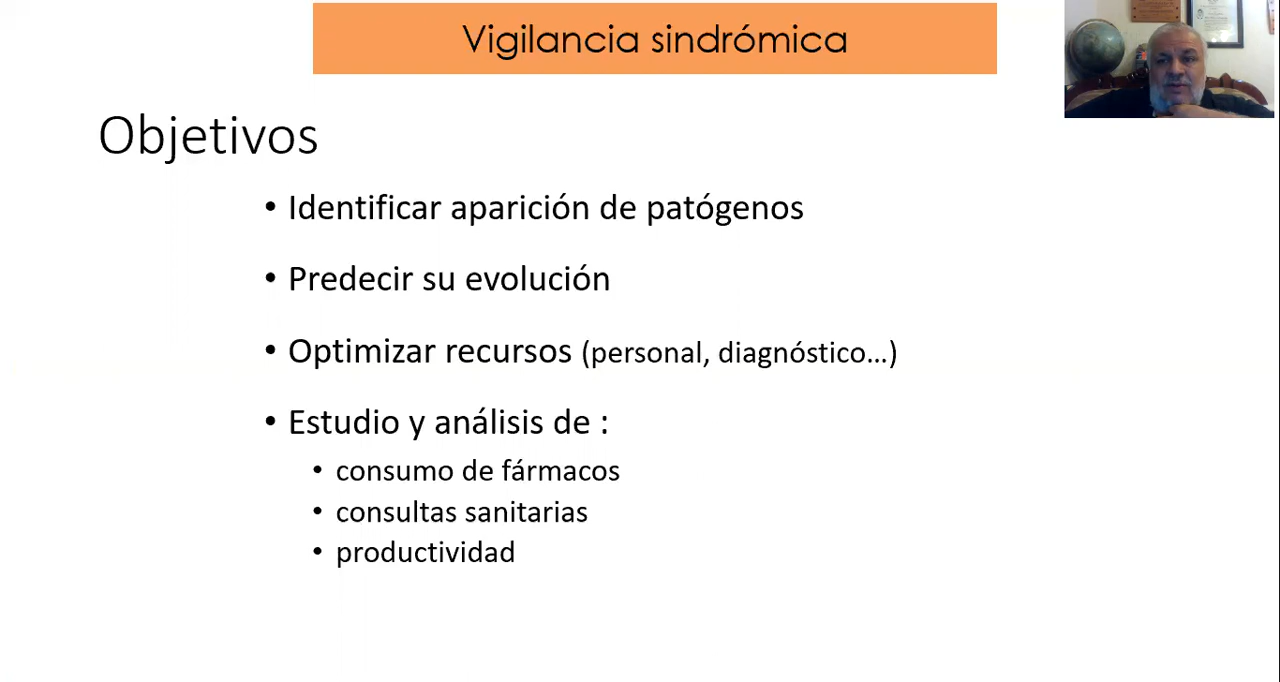 Vigilancia sindrómica
Objetivos
• Identificar aparición de patógenos
• Predecir su evolución
• Optimizar recursos (personal, diagnóstico...)
• Estudio y análisis de :
• consumo de fármacos
• consultas sanitarias
• productividad